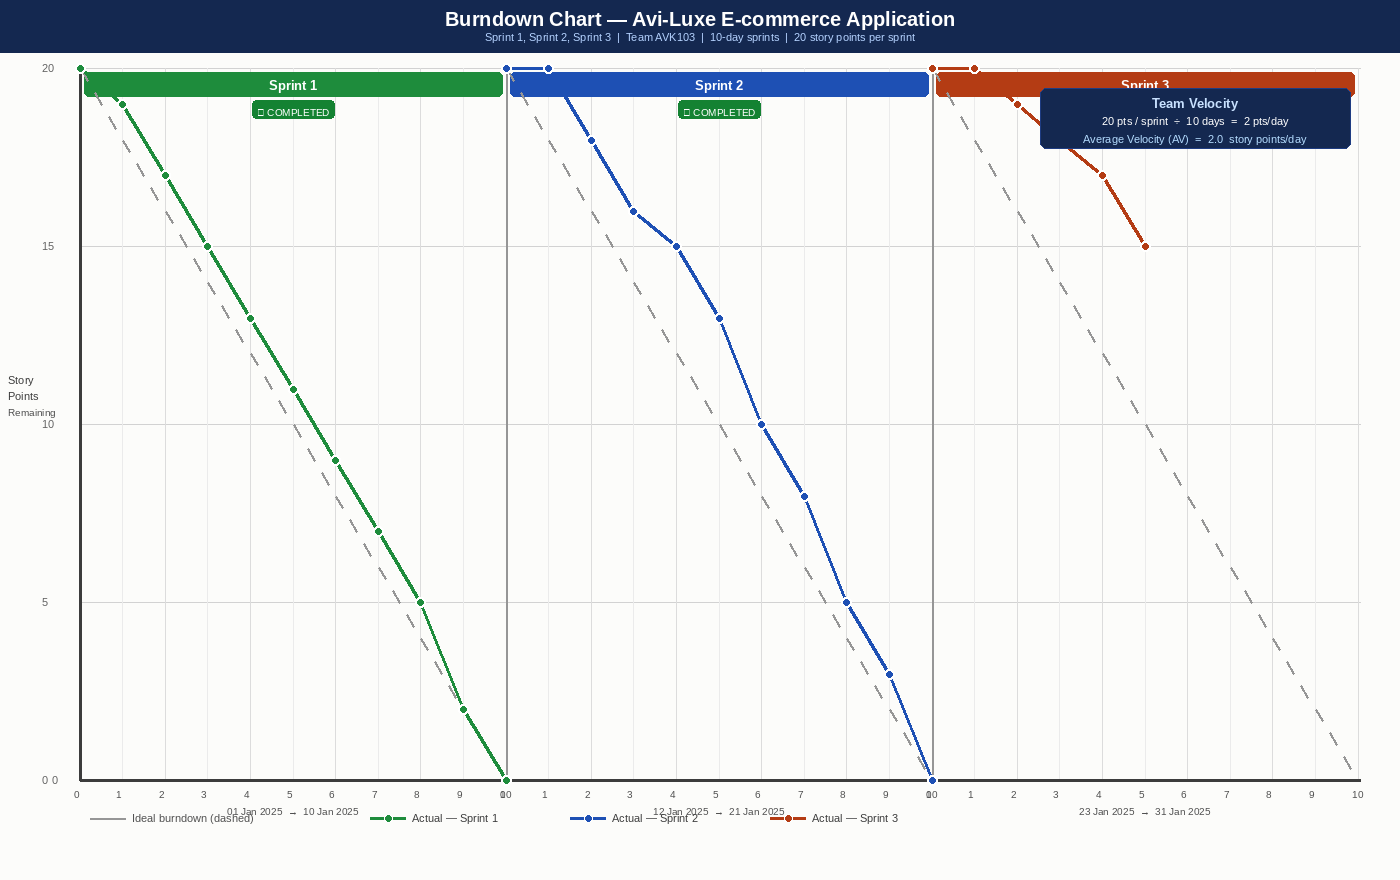 Burndown Chart — Avi-Luxe E-commerce Application
Sprint 1, Sprint 2, Sprint 3 | Team AVK103 | 10-day sprints | 20 story points per sprint
20
Sprint 1
Sprint 2
Sprint 3
COMPLETED
COMPLETED
Team Velocity
20 pts / sprint ÷ 10 days = 2 pts/day
Average Velocity (AV) = 2.0 story points/day
15
Story
Points
Remaining
10
5
0 0
0 1 2 3 4 5 6 7 8 9 10 1 2 3 4 5 6 7 8 9 10 1 2 3 4 5 6 7 8 9 10
01 Jan 2025 → 10 Jan 2025
12 Jan 2025 → 21 Jan 2025
23 Jan 2025 → 31 Jan 2025
Ideal burndown (dashed)
Actual — Sprint 1
Actual — Sprint 2
Actual — Sprint 3